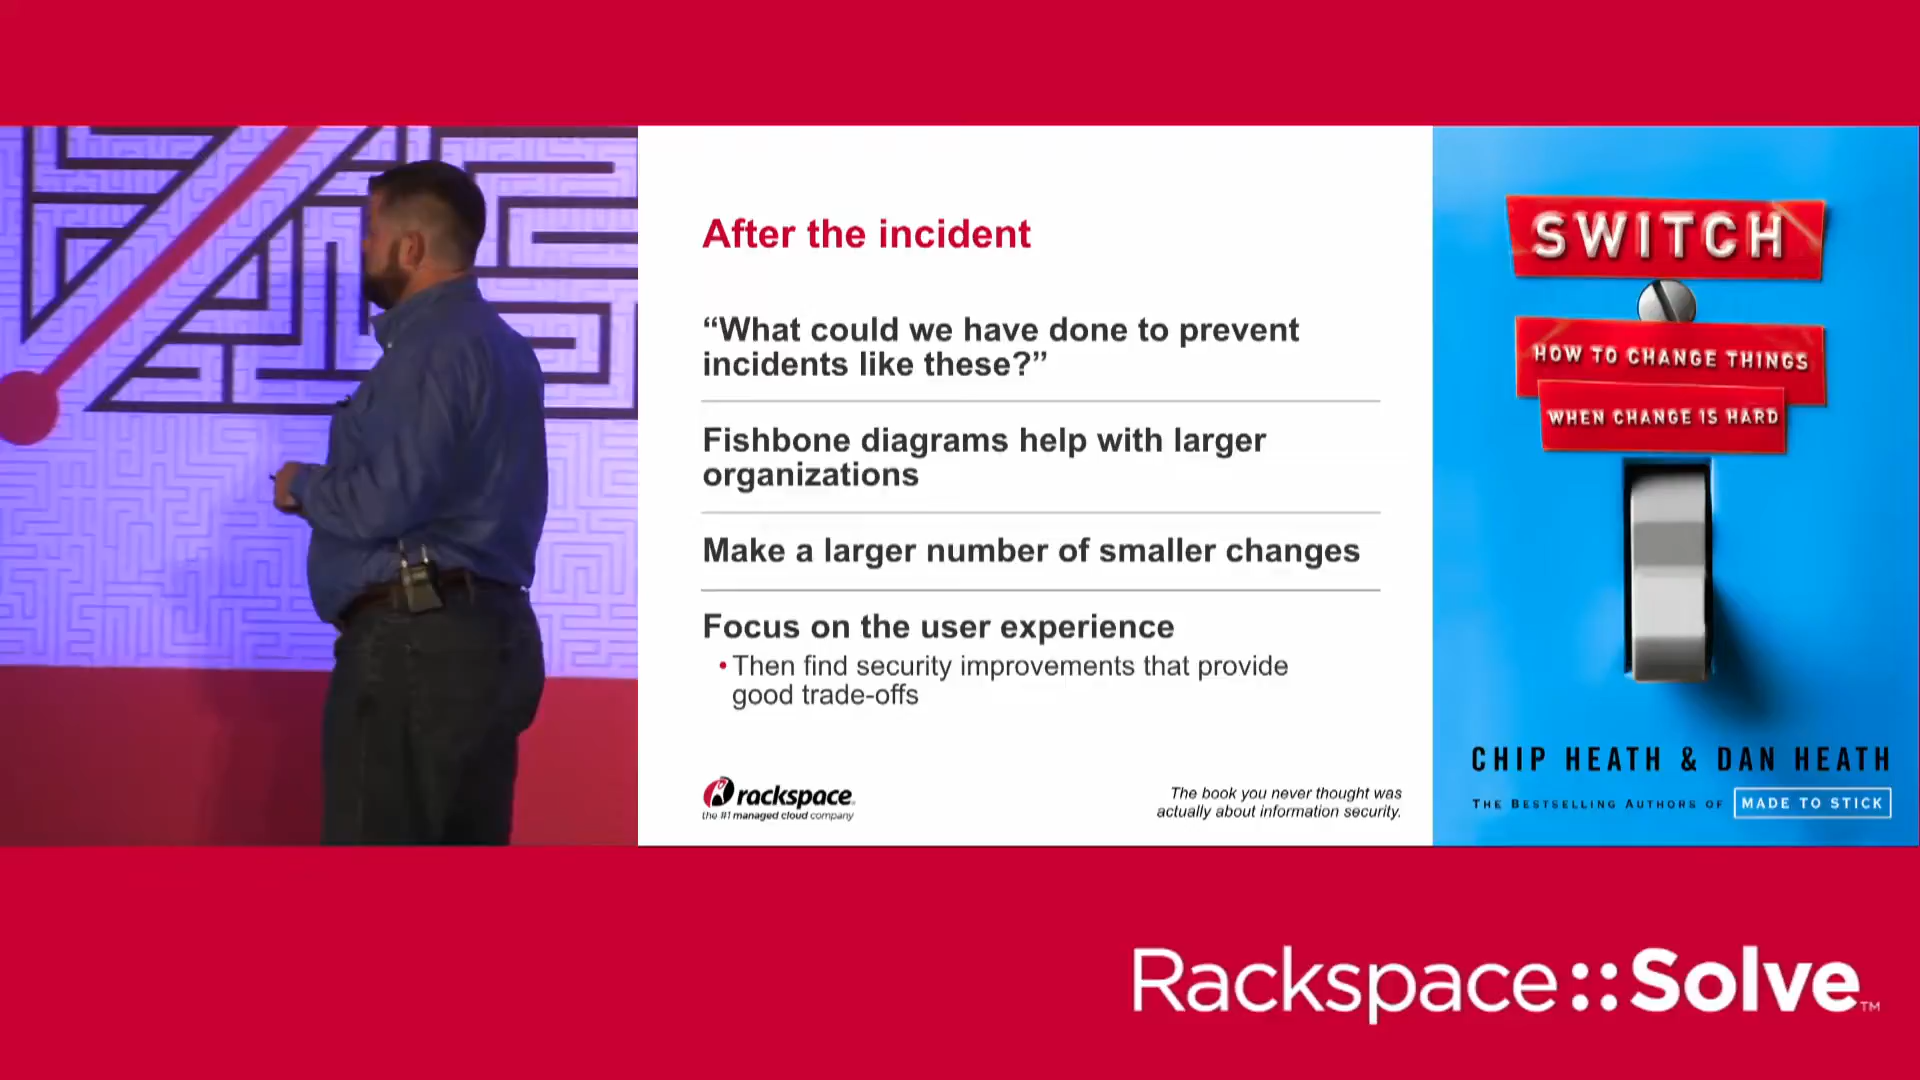 After the incident
“What could we have done to prevent
incidents like these?”
Fishbone diagrams help with larger
organizations
Make a larger number of smaller changes
Focus on the user experience
• Then find security improvements that provide
good trade-offs
rackspace
the #1 managed cloud company
The book you never thought was
actually about information security.
SWITCH
HOW TO CHANGE THINGS
WHEN CHANGE IS HARD
CHIP HEATH & DAN HEATH
THE BESTSELLING AUTHORS OF MADE TO STICK
Rackspace::Solve™